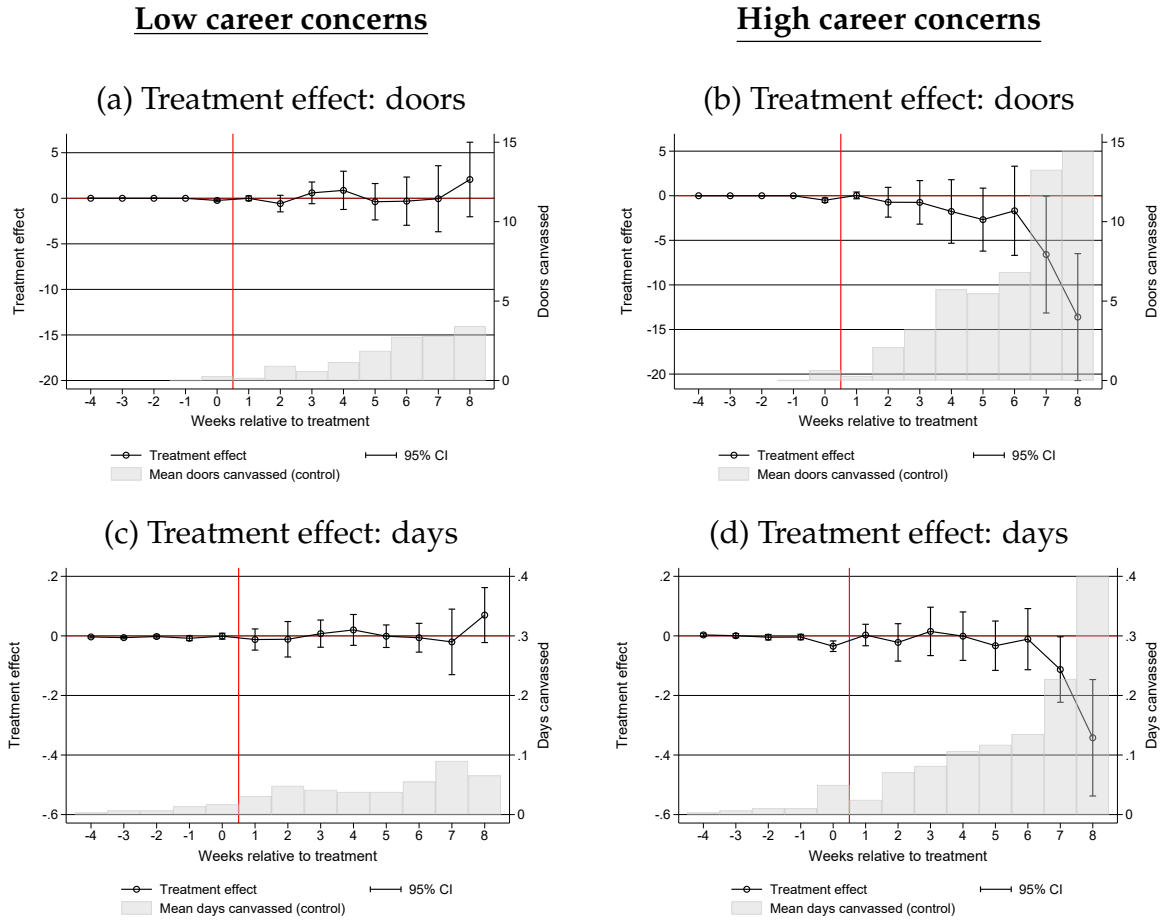 Low career concerns
High career concerns
(a) Treatment effect: doors
5
0
-5
-10
-15
-20
Treatment effect
15
10
5
0
Doors canvassed
-4 -3 -2 -1 0 1 2 3 4 5 6 7 8
Weeks relative to treatment
Treatment effect
95% CI
Mean doors canvassed (control)
(b) Treatment effect: doors
5
0
-5
-10
-15
-20
Treatment effect
15
10
5
0
Doors canvassed
-4 -3 -2 -1 0 1 2 3 4 5 6 7 8
Weeks relative to treatment
Treatment effect
95% CI
Mean doors canvassed (control)
(c) Treatment effect: days
.2
0
-.2
-.4
-.6
Treatment effect
.4
.3
.2
.1
0
Days canvassed
-4 -3 -2 -1 0 1 2 3 4 5 6 7 8
Weeks relative to treatment
Treatment effect
95% CI
Mean days canvassed (control)
(d) Treatment effect: days
.2
0
-.2
-.4
-.6
Treatment effect
.4
.3
.2
.1
0
Days canvassed
-4 -3 -2 -1 0 1 2 3 4 5 6 7 8
Weeks relative to treatment
Treatment effect
95% CI
Mean days canvassed (control)